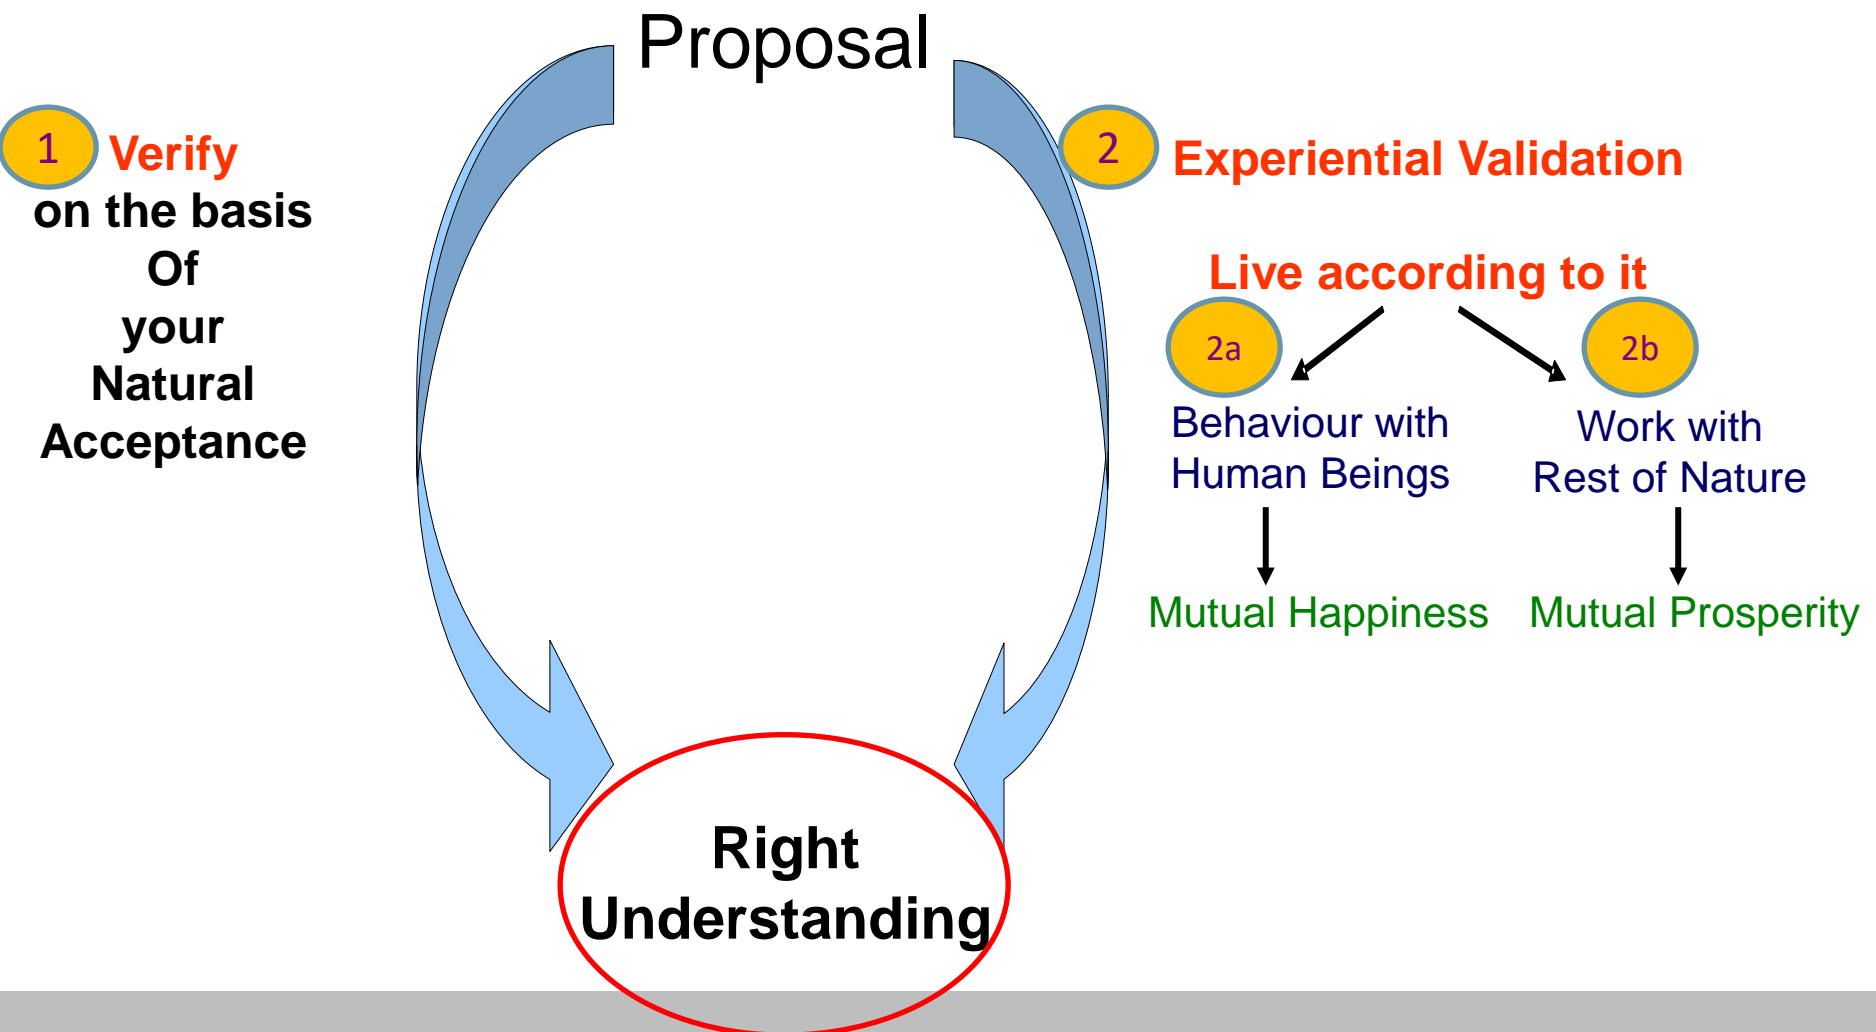 Proposal
1 Verify
on the basis
Of
your
Natural
Acceptance
2 Experiential Validation
Live according to it
2a
2b
Behaviour with
Human Beings
Work with
Rest of Nature
Mutual Happiness
Mutual Prosperity
Right
Understanding